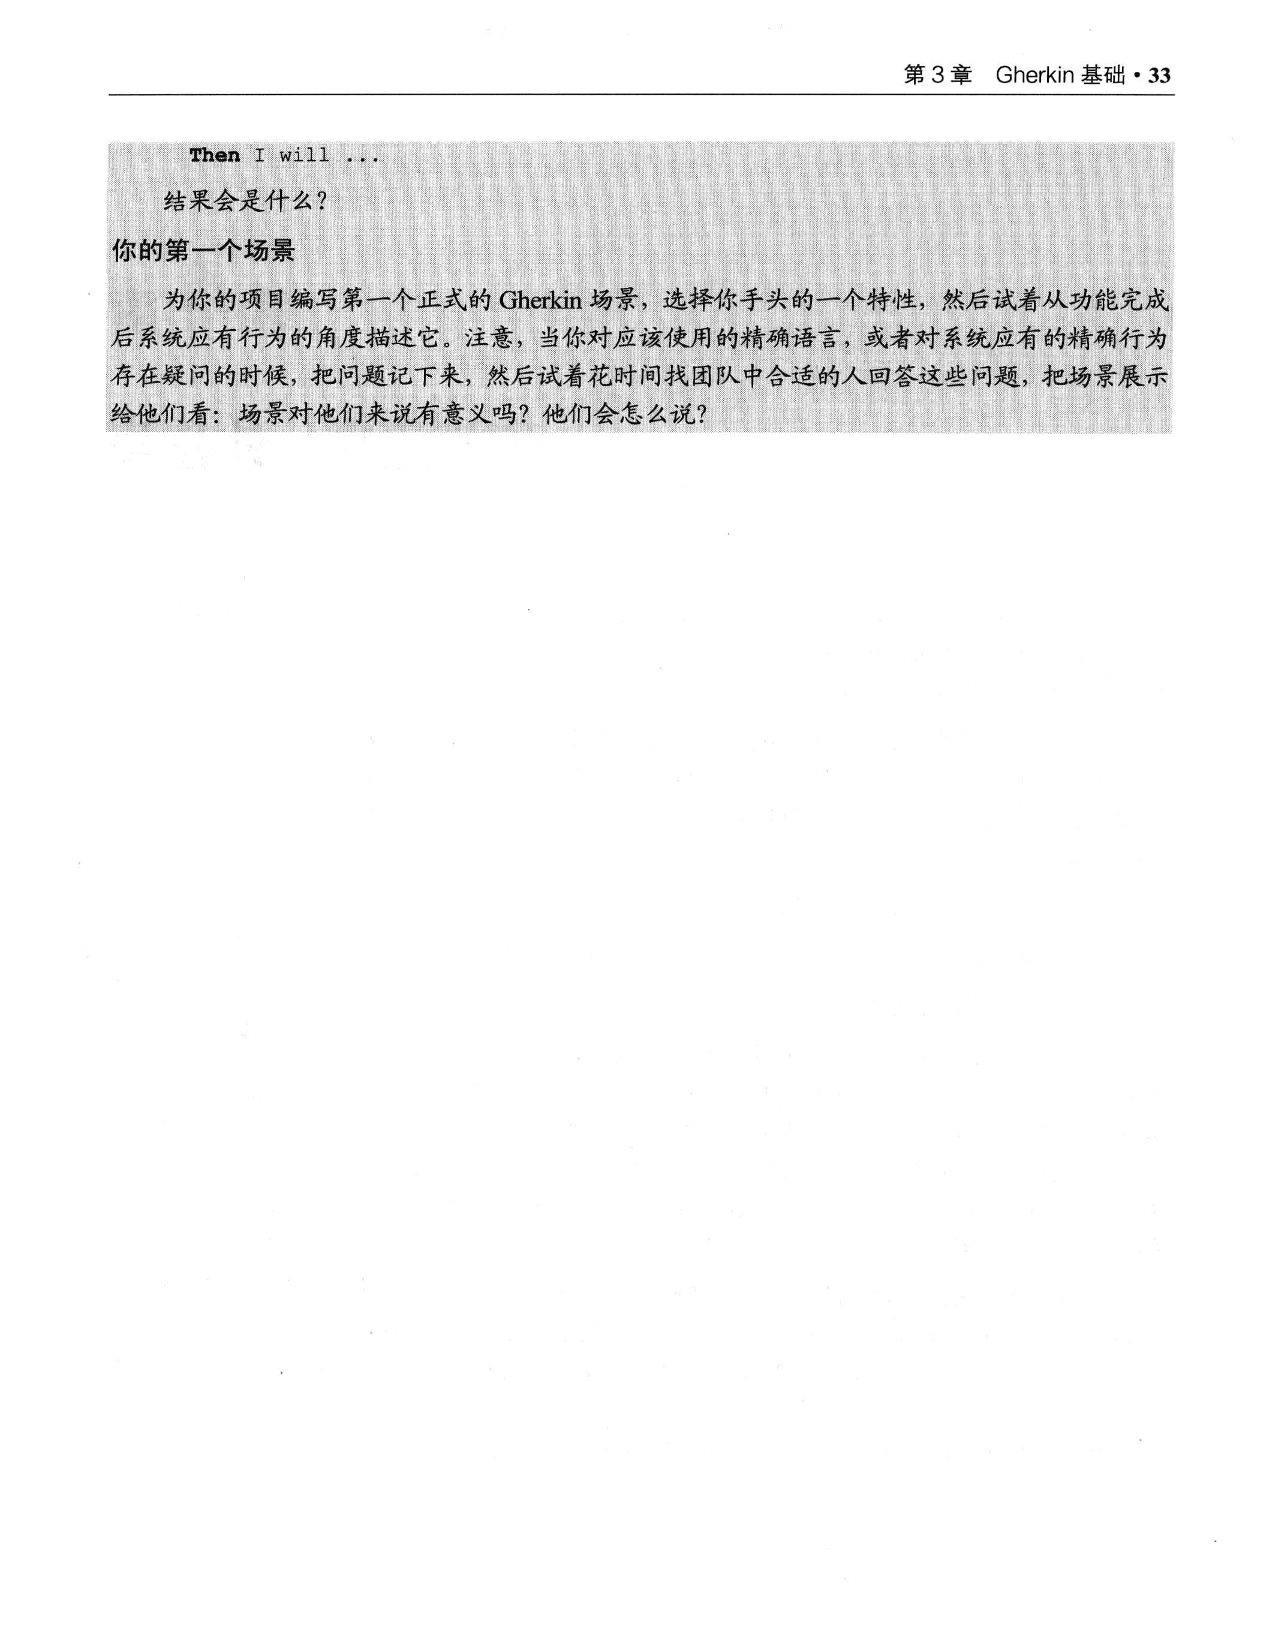 第 3 章 Gherkin 基础 · 33
Then I will ...
结果会是什么？
你的第一个场景
为你的项目编写第一个正式的 Gherkin 场景，选择你手头的一个特性，然后试着从功能完成
后系统应有行为的角度描述它。注意，当你对应该使用的精确语言，或者对系统应有的精确行为
存在疑问的时候，把问题记下来，然后试着花时间找团队中合适的人回答这些问题，把场景展示
给他们看：场景对他们来说有意义吗？他们会怎么说？